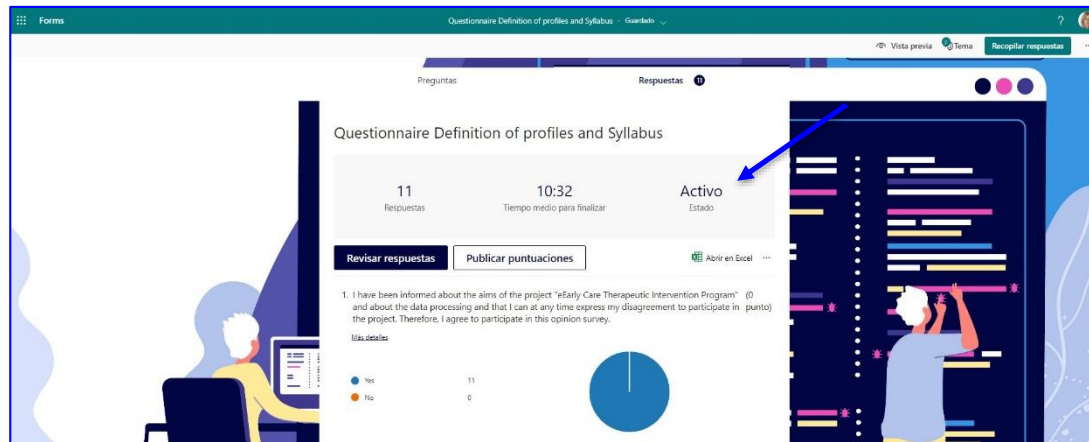 Forms
Questionnaire Definition of profiles and Syllabus - Guardado
?
Vista previa
Tema
Recopilar respuestas
...
Preguntas
Respuestas 11
Questionnaire Definition of profiles and Syllabus
11
Respuestas
10:32
Tiempo medio para finalizar
Activo
Estado
Revisar respuestas
Publicar puntuaciones
Abrir en Excel ...
1. I have been informed about the aims of the project "eEarly Care Therapeutic Intervention Program" (0
and about the data processing and that I can at any time express my disagreement to participate in punto)
the project. Therefore, I agree to participate in this opinion survey.
Más detalles
Yes 11
No 0